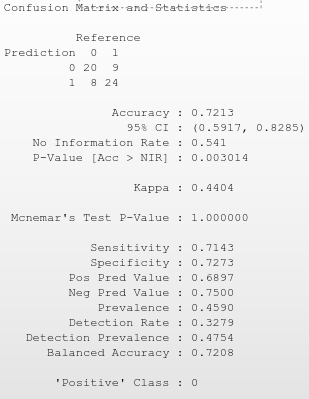 Confusion Matrix and Statistics
Reference
Prediction 0 1
0 20 9
1 8 24
Accuracy : 0.7213
95% CI : (0.5917, 0.8285)
No Information Rate : 0.541
P-Value [Acc > NIR] : 0.003014
Kappa : 0.4404
Mcnemar's Test P-Value : 1.000000
Sensitivity : 0.7143
Specificity : 0.7273
Pos Pred Value : 0.6897
Neg Pred Value : 0.7500
Prevalence : 0.4590
Detection Rate : 0.3279
Detection Prevalence : 0.4754
Balanced Accuracy : 0.7208
'Positive' Class : 0